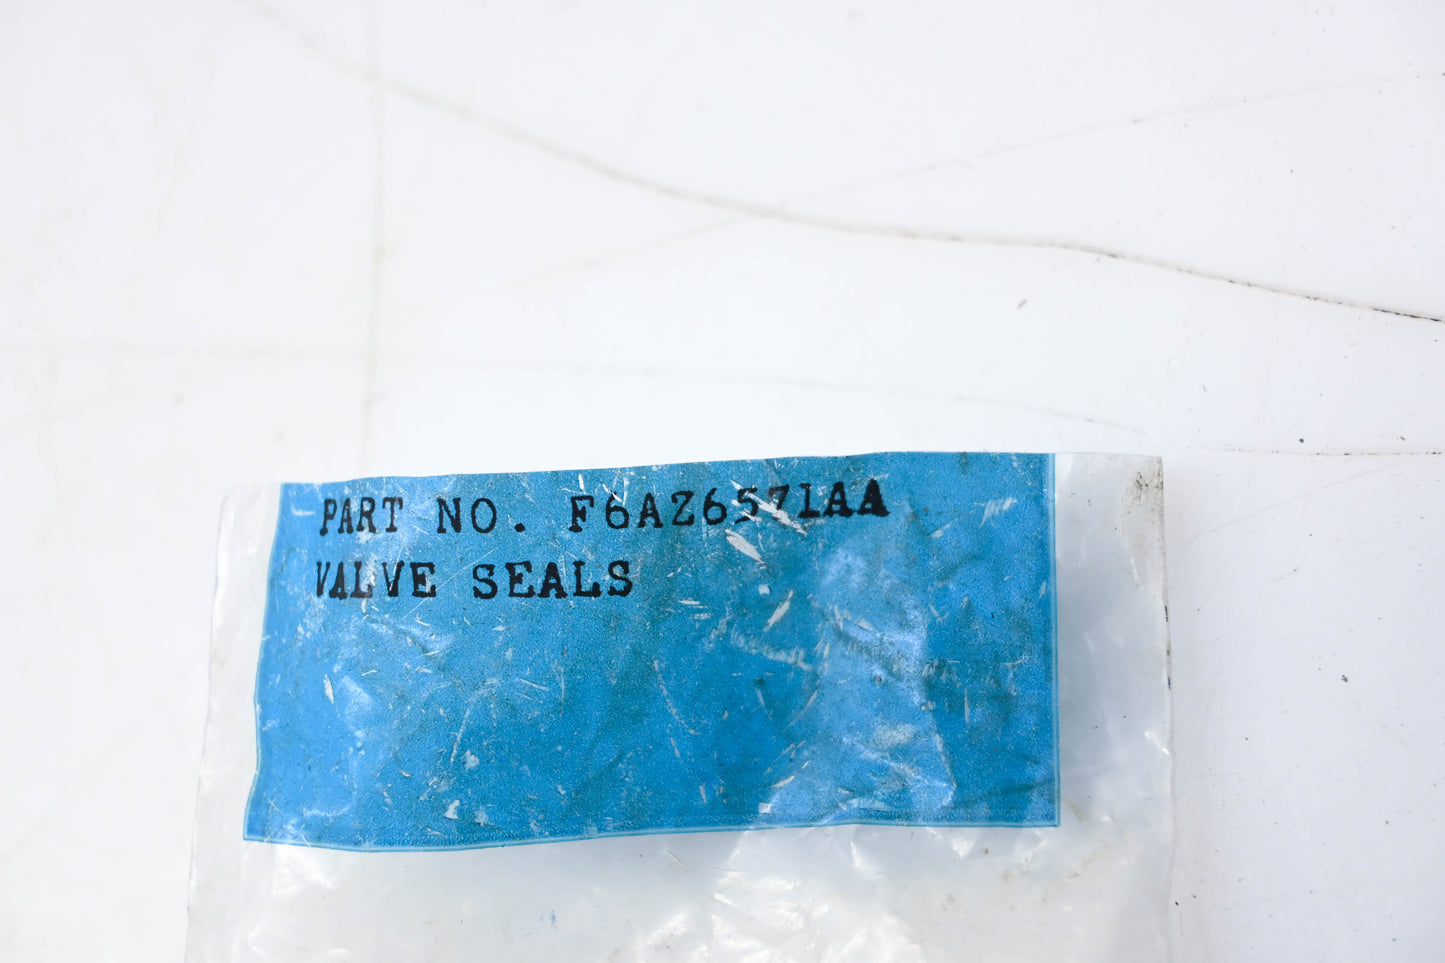 PART NO. F6AZ6571AA
VALVE SEALS